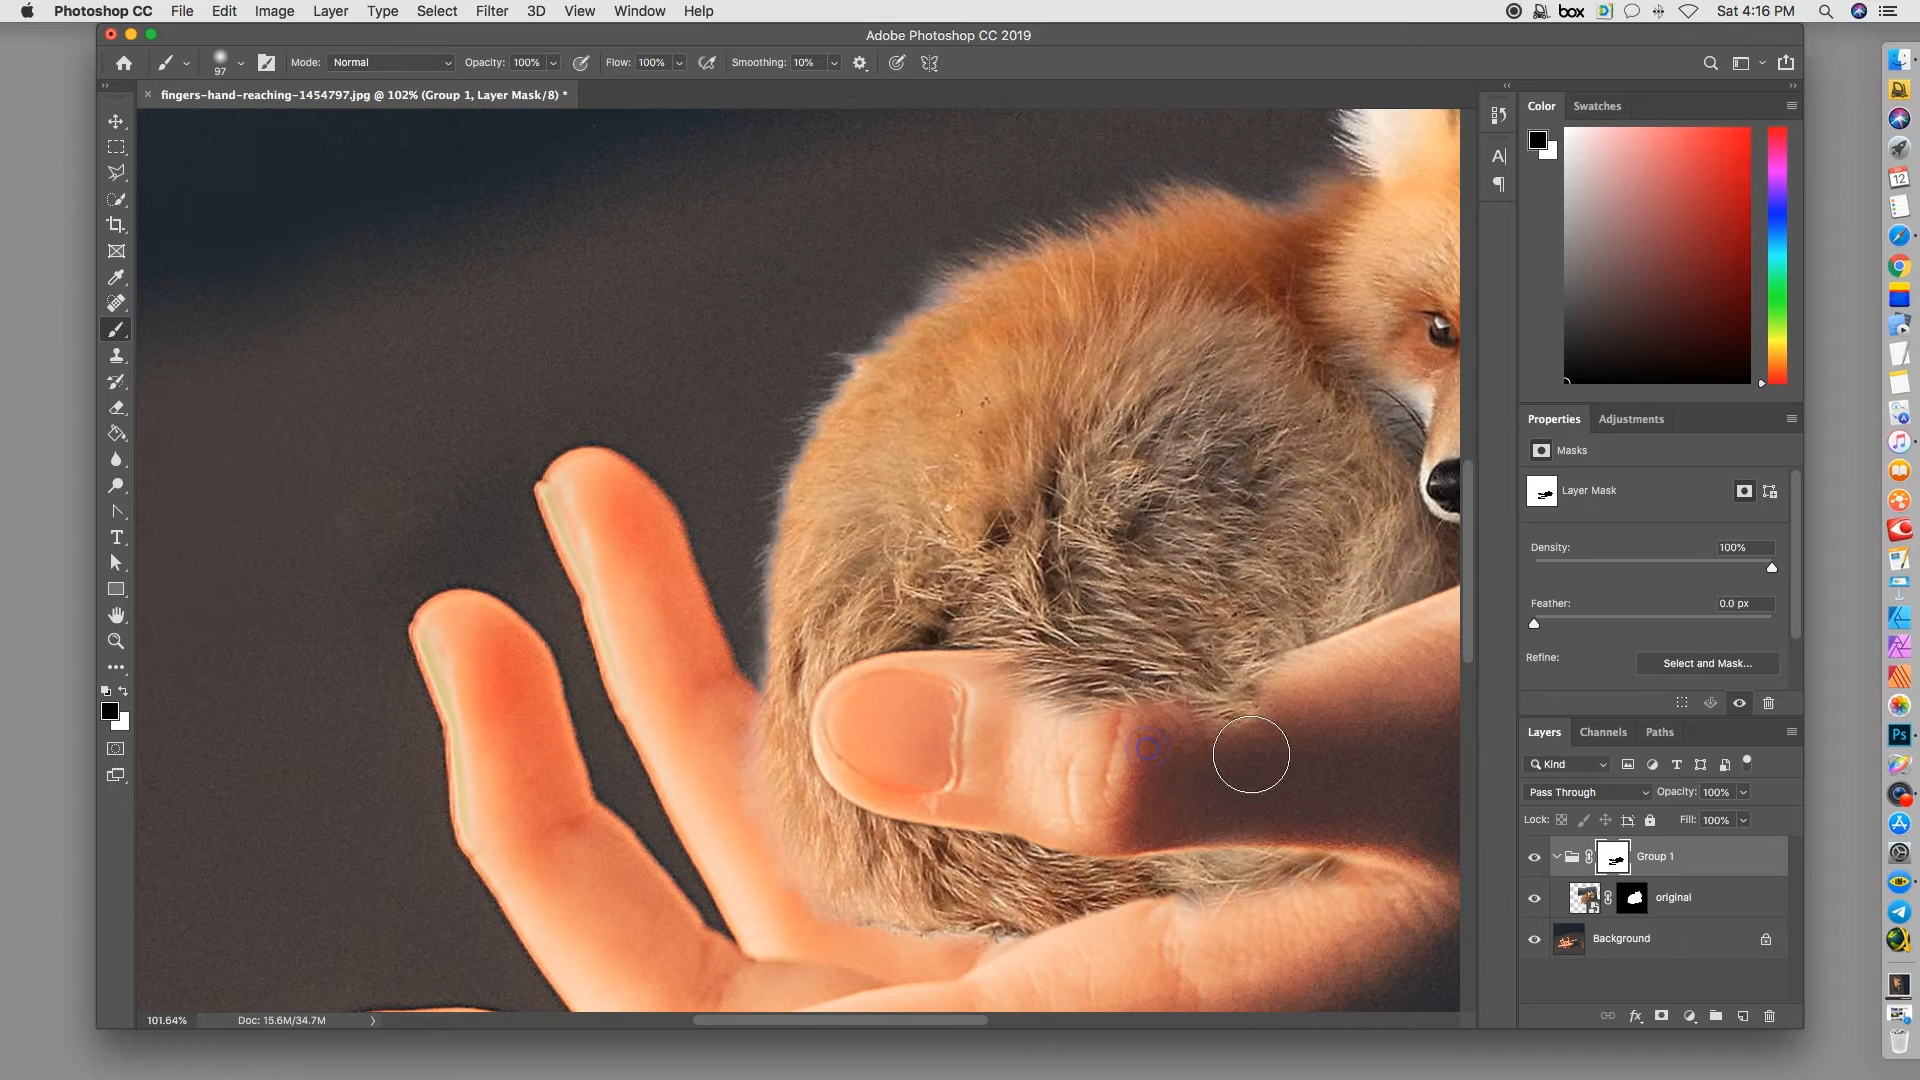 Photoshop CC File Edit Image Layer Type Select Filter 3D View Window Help box Sat 4:16 PM
Adobe Photoshop CC 2019
97 Mode: Normal Opacity: 100% Flow: 100% Smoothing: 10%
fingers-hand-reaching-1454797.jpg @ 102% (Group 1, Layer Mask/8) *
Color Swatches
Properties Adjustments
Masks
Layer Mask
Density: 100%
Feather: 0.0 px
Refine: Select and Mask...
Layers Channels Paths
Kind
Pass Through Opacity: 100%
Lock: Fill: 100%
Group 1
original
Background
101.64% Doc: 15.6M/34.7M
12
Ps